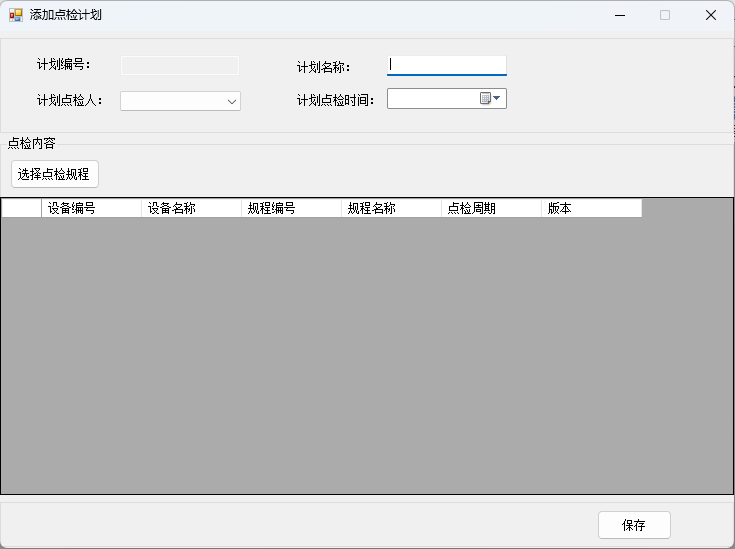 添加点检计划
计划编号：
计划名称：
计划点检人：
计划点检时间：
点检内容
选择点检规程
设备编号 设备名称 规程编号 规程名称 点检周期 版本
保存